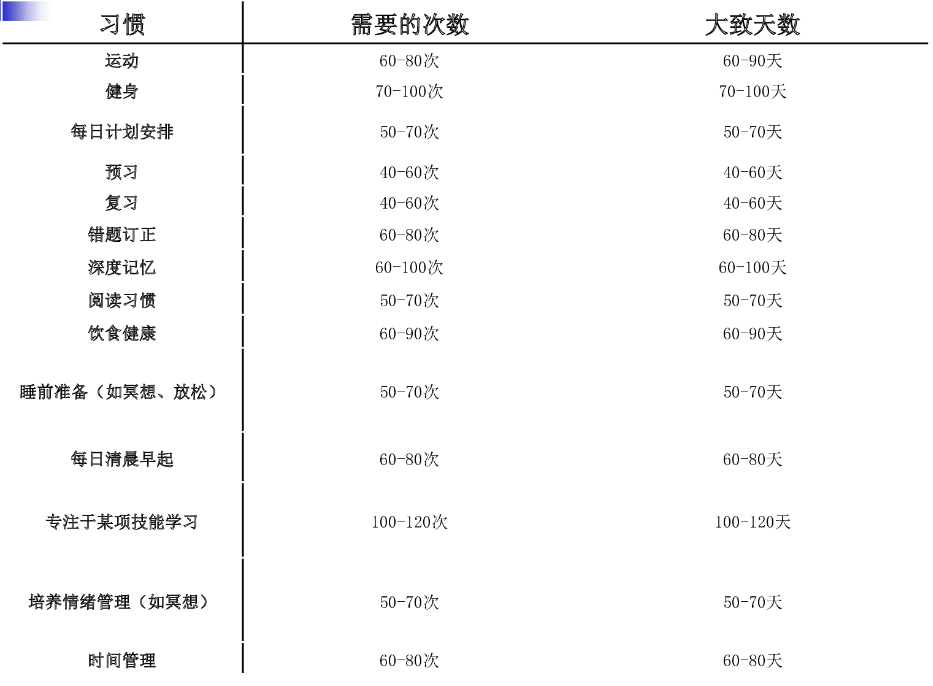 习惯 需要的次数 大致天数
运动 60-80次 60-90天
健身 70-100次 70-100天
每日计划安排 50-70次 50-70天
预习 40-60次 40-60天
复习 40-60次 40-60天
错题订正 60-80次 60-80天
深度记忆 60-100次 60-100天
阅读习惯 50-70次 50-70天
饮食健康 60-90次 60-90天
睡前准备（如冥想、放松） 50-70次 50-70天
每日清晨早起 60-80次 60-80天
专注于某项技能学习 100-120次 100-120天
培养情绪管理（如冥想） 50-70次 50-70天
时间管理 60-80次 60-80天